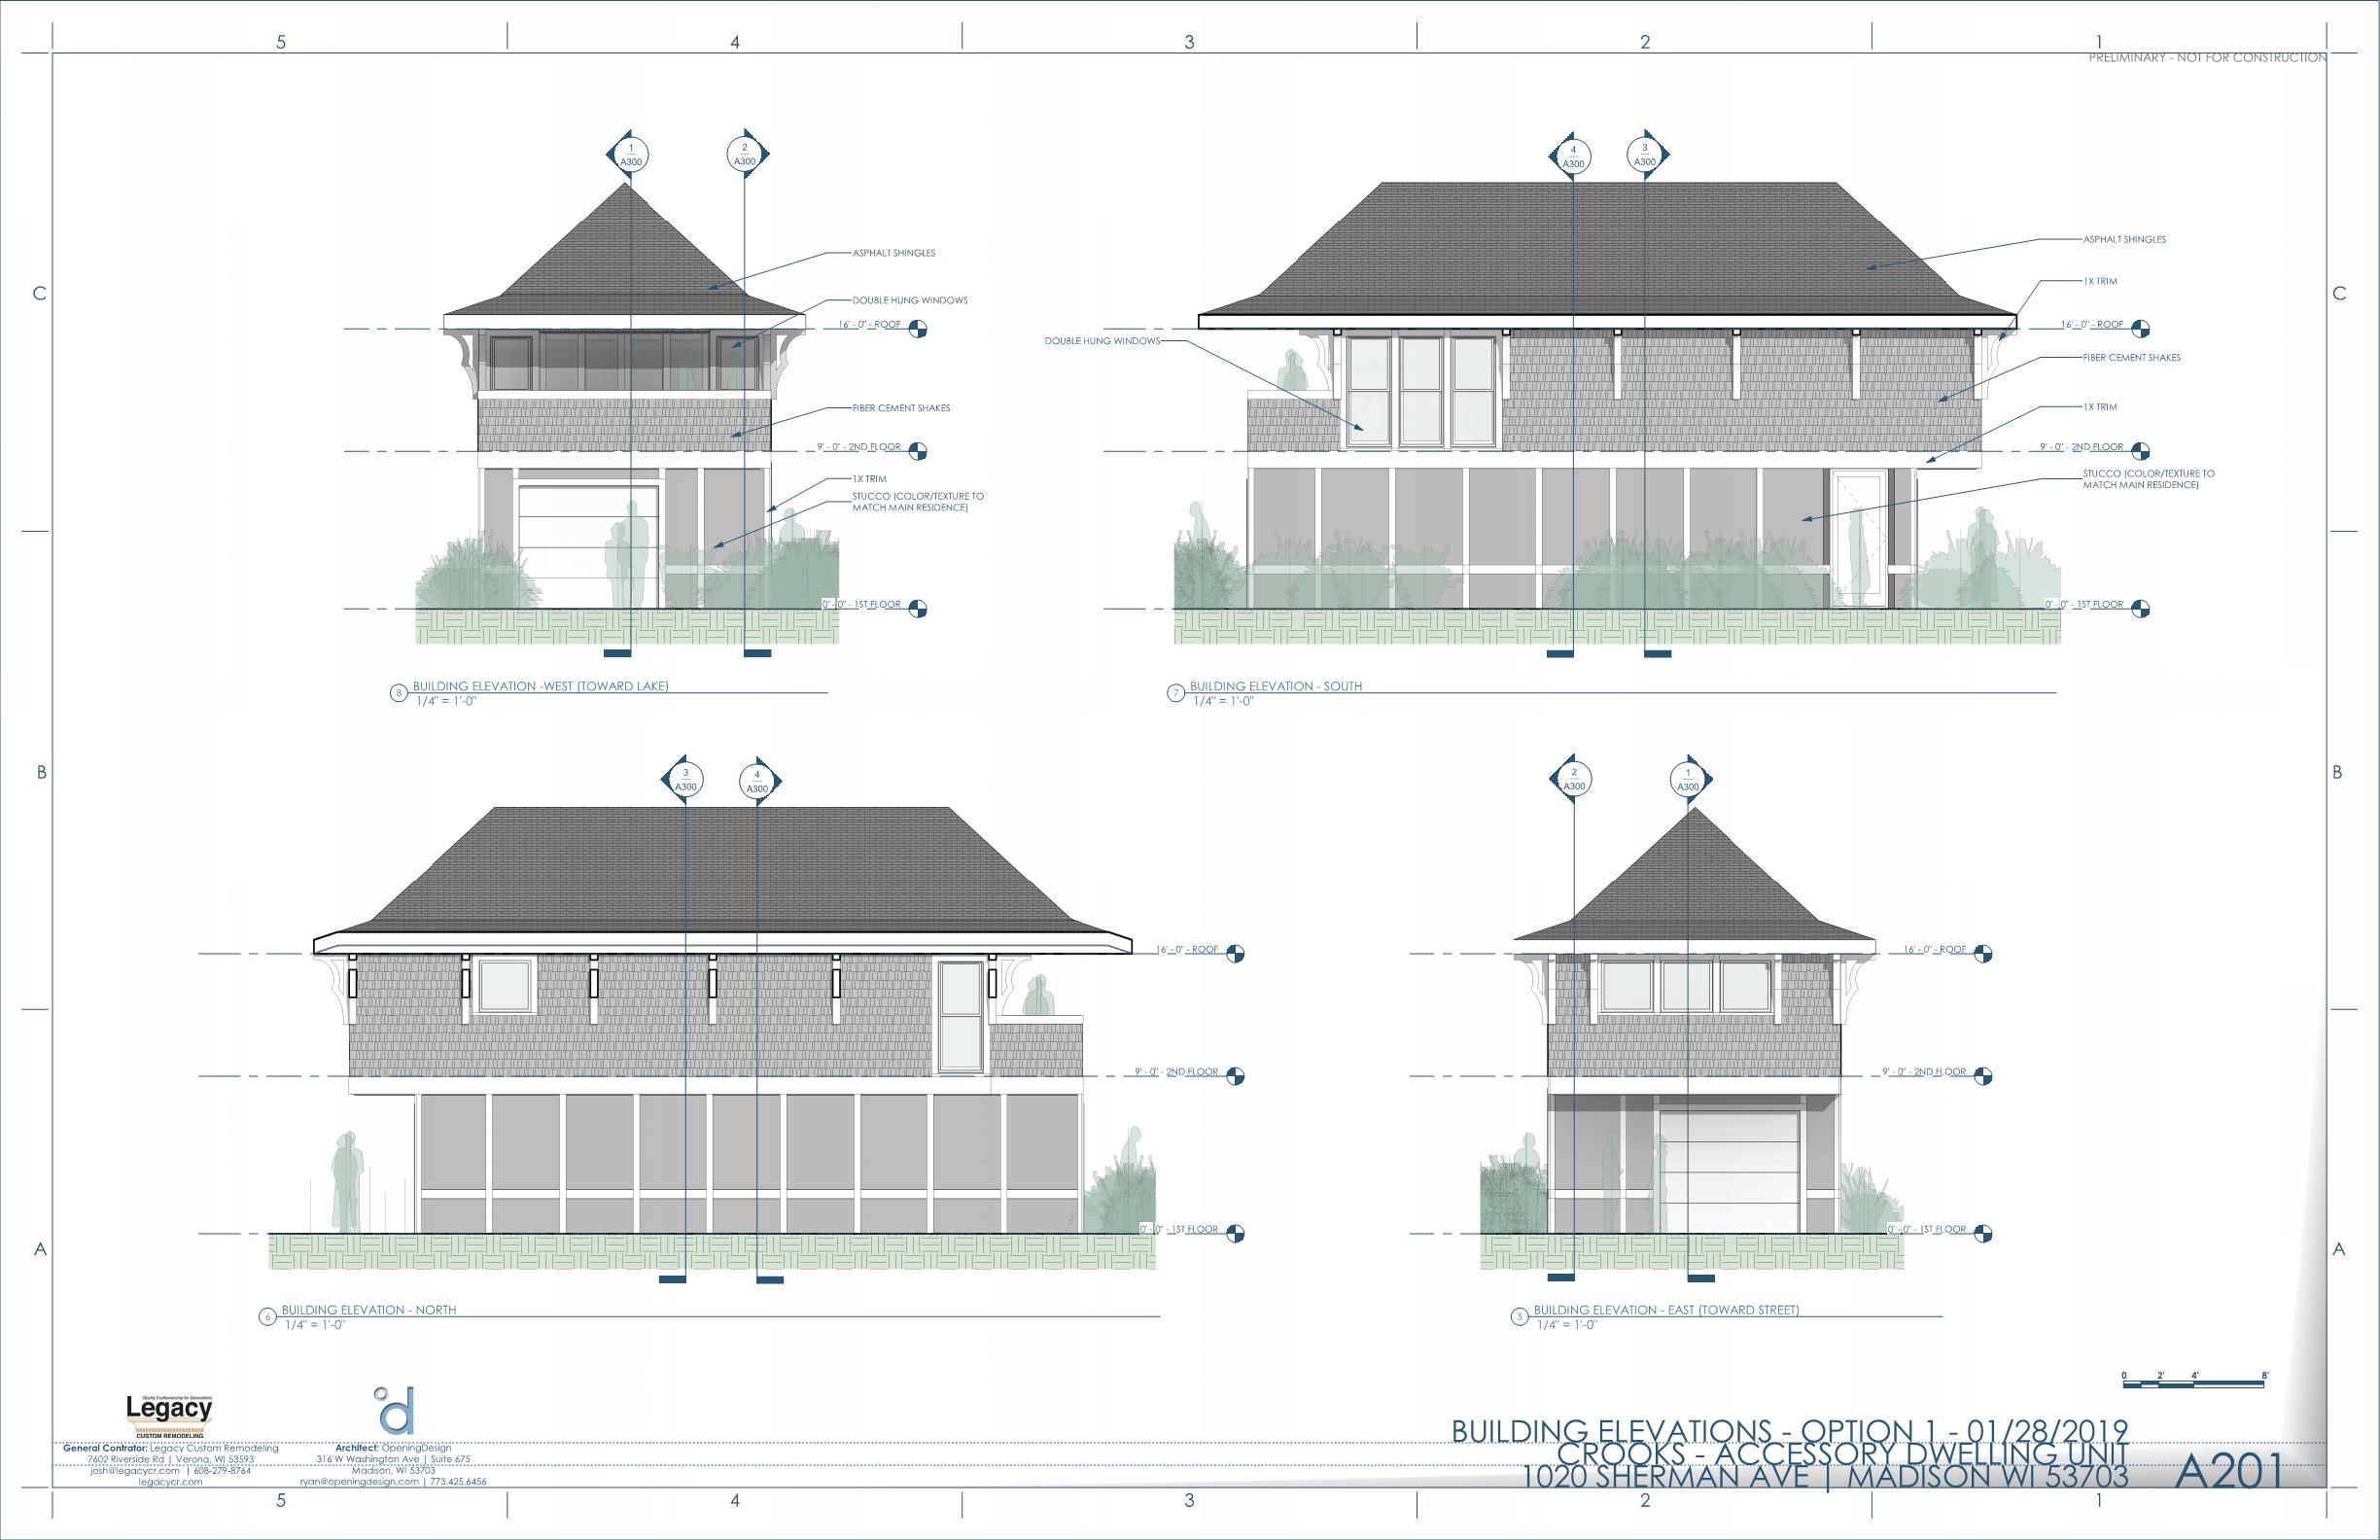 5 4 3 2 1
PRELIMINARY - NOT FOR CONSTRUCTION
1
A300
2
A300
4
A300
3
A300
ASPHALT SHINGLES
DOUBLE HUNG WINDOWS
16' - 0" - ROOF
FIBER CEMENT SHAKES
9' - 0" - 2ND FLOOR
1X TRIM
STUCCO (COLOR/TEXTURE TO
MATCH MAIN RESIDENCE)
0' - 0" - 1ST FLOOR
8
BUILDING ELEVATION -WEST (TOWARD LAKE)
1/4" = 1'-0"
DOUBLE HUNG WINDOWS
ASPHALT SHINGLES
1X TRIM
16' - 0" - ROOF
FIBER CEMENT SHAKES
1X TRIM
9' - 0" - 2ND FLOOR
STUCCO (COLOR/TEXTURE TO
MATCH MAIN RESIDENCE)
0' - 0" - 1ST FLOOR
7
BUILDING ELEVATION - SOUTH
1/4" = 1'-0"
C
C
B
B
3
A300
4
A300
16' - 0" - ROOF
9' - 0" - 2ND FLOOR
0' - 0" - 1ST FLOOR
6
BUILDING ELEVATION - NORTH
1/4" = 1'-0"
2
A300
1
A300
16' - 0" - ROOF
9' - 0" - 2ND FLOOR
0' - 0" - 1ST FLOOR
5
BUILDING ELEVATION - EAST (TOWARD STREET)
1/4" = 1'-0"
A
A
0 2' 4' 8'
Quality Craftsmanship for Generations
Legacy
CUSTOM REMODELING
General Contrator: Legacy Custom Remodeling
7602 Riverside Rd | Verona, WI 53593
josh@legacycr.com | 608-279-8764
legacycr.com
d
Architect: OpeningDesign
316 W Washington Ave | Suite 675
Madison, WI 53703
ryan@openingdesign.com | 773.425.6456
BUILDING ELEVATIONS - OPTION 1 - 01/28/2019
CROOKS - ACCESSORY DWELLING UNIT
1020 SHERMAN AVE | MADISON WI 53703
A201
5 4 3 2 1